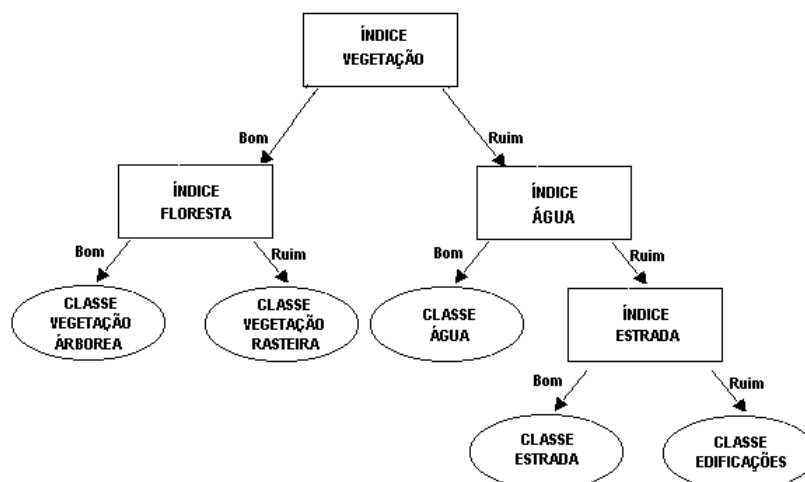 ÍNDICE
VEGETAÇÃO
Bom
Ruim
ÍNDICE
FLORESTA
ÍNDICE
ÁGUA
Bom
Ruim
Bom
Ruim
CLASSE
VEGETAÇÃO
ÁRBOREA
CLASSE
VEGETAÇÃO
RASTEIRA
CLASSE
ÁGUA
ÍNDICE
ESTRADA
Bom
Ruim
CLASSE
ESTRADA
CLASSE
EDIFICAÇÕES